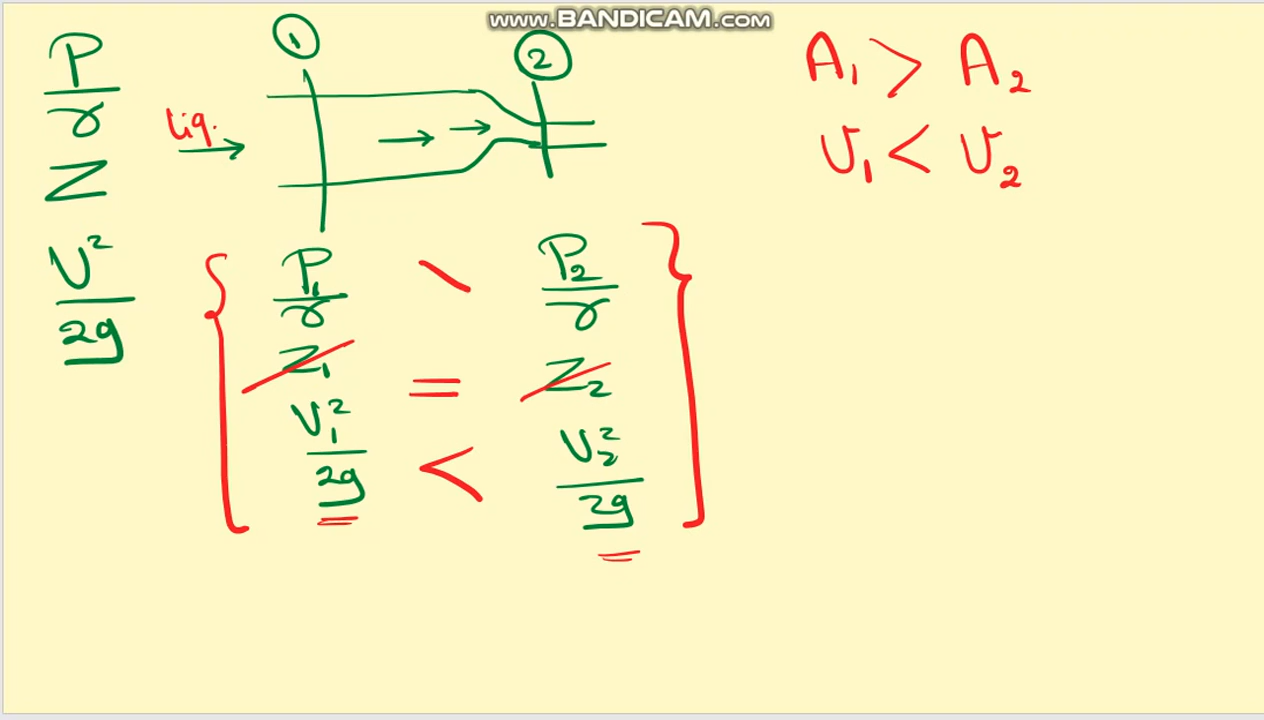 www.BANDICAM.com
P/γ
Z
V²/2g
liq.
1
2
A₁ > A₂
V₁ < V₂
P₁/γ \ P₂/γ
Z₁ = Z₂
V₁²/2g < V₂²/2g